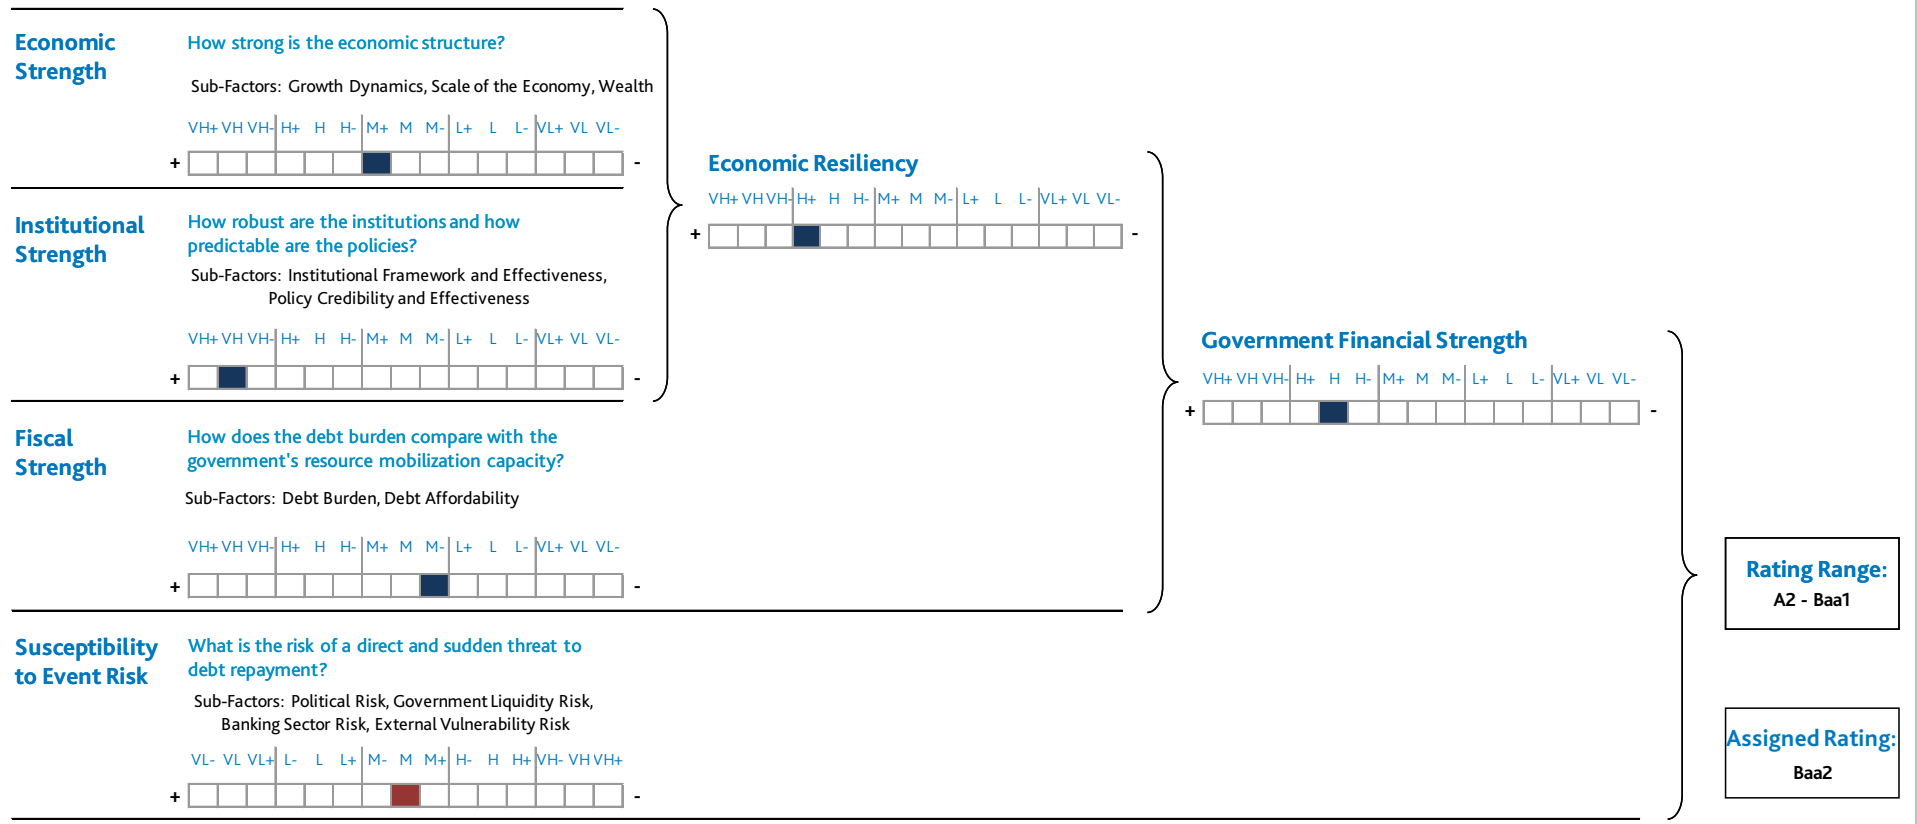 Economic
Strength
How strong is the economic structure?
Sub-Factors: Growth Dynamics, Scale of the Economy, Wealth
VH+ VH VH- H+ H H- M+ M M- L+ L L- VL+ VL VL-
+ -
Institutional
Strength
How robust are the institutions and how
predictable are the policies?
Sub-Factors: Institutional Framework and Effectiveness,
Policy Credibility and Effectiveness
VH+ VH VH- H+ H H- M+ M M- L+ L L- VL+ VL VL-
+ -
Economic Resiliency
VH+ VH VH- H+ H H- M+ M M- L+ L L- VL+ VL VL-
+ -
Fiscal
Strength
How does the debt burden compare with the
government's resource mobilization capacity?
Sub-Factors: Debt Burden, Debt Affordability
VH+ VH VH- H+ H H- M+ M M- L+ L L- VL+ VL VL-
+ -
Government Financial Strength
VH+ VH VH- H+ H H- M+ M M- L+ L L- VL+ VL VL-
+ -
Susceptibility
to Event Risk
What is the risk of a direct and sudden threat to
debt repayment?
Sub-Factors: Political Risk, Government Liquidity Risk,
Banking Sector Risk, External Vulnerability Risk
VL- VL VL+ L- L L+ M- M M+ H- H H+ VH- VH VH+
+ -
Rating Range:
A2 - Baa1
Assigned Rating:
Baa2